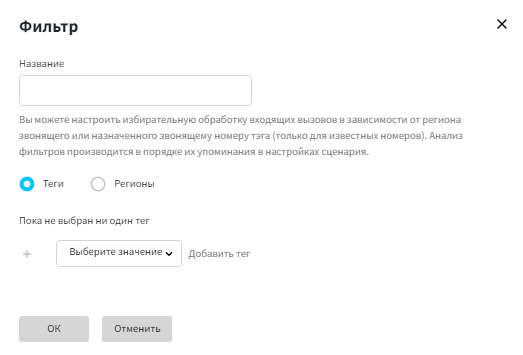 Фильтр
Название
Вы можете настроить избирательную обработку входящих вызовов в зависимости от региона
звонящего или назначенного звонящему номеру тэга (только для известных номеров). Анализ
фильтров производится в порядке их упоминания в настройках сценария.
Теги Регионы
Пока не выбран ни один тег
+ Выберите значение Добавить тег
ОК Отменить